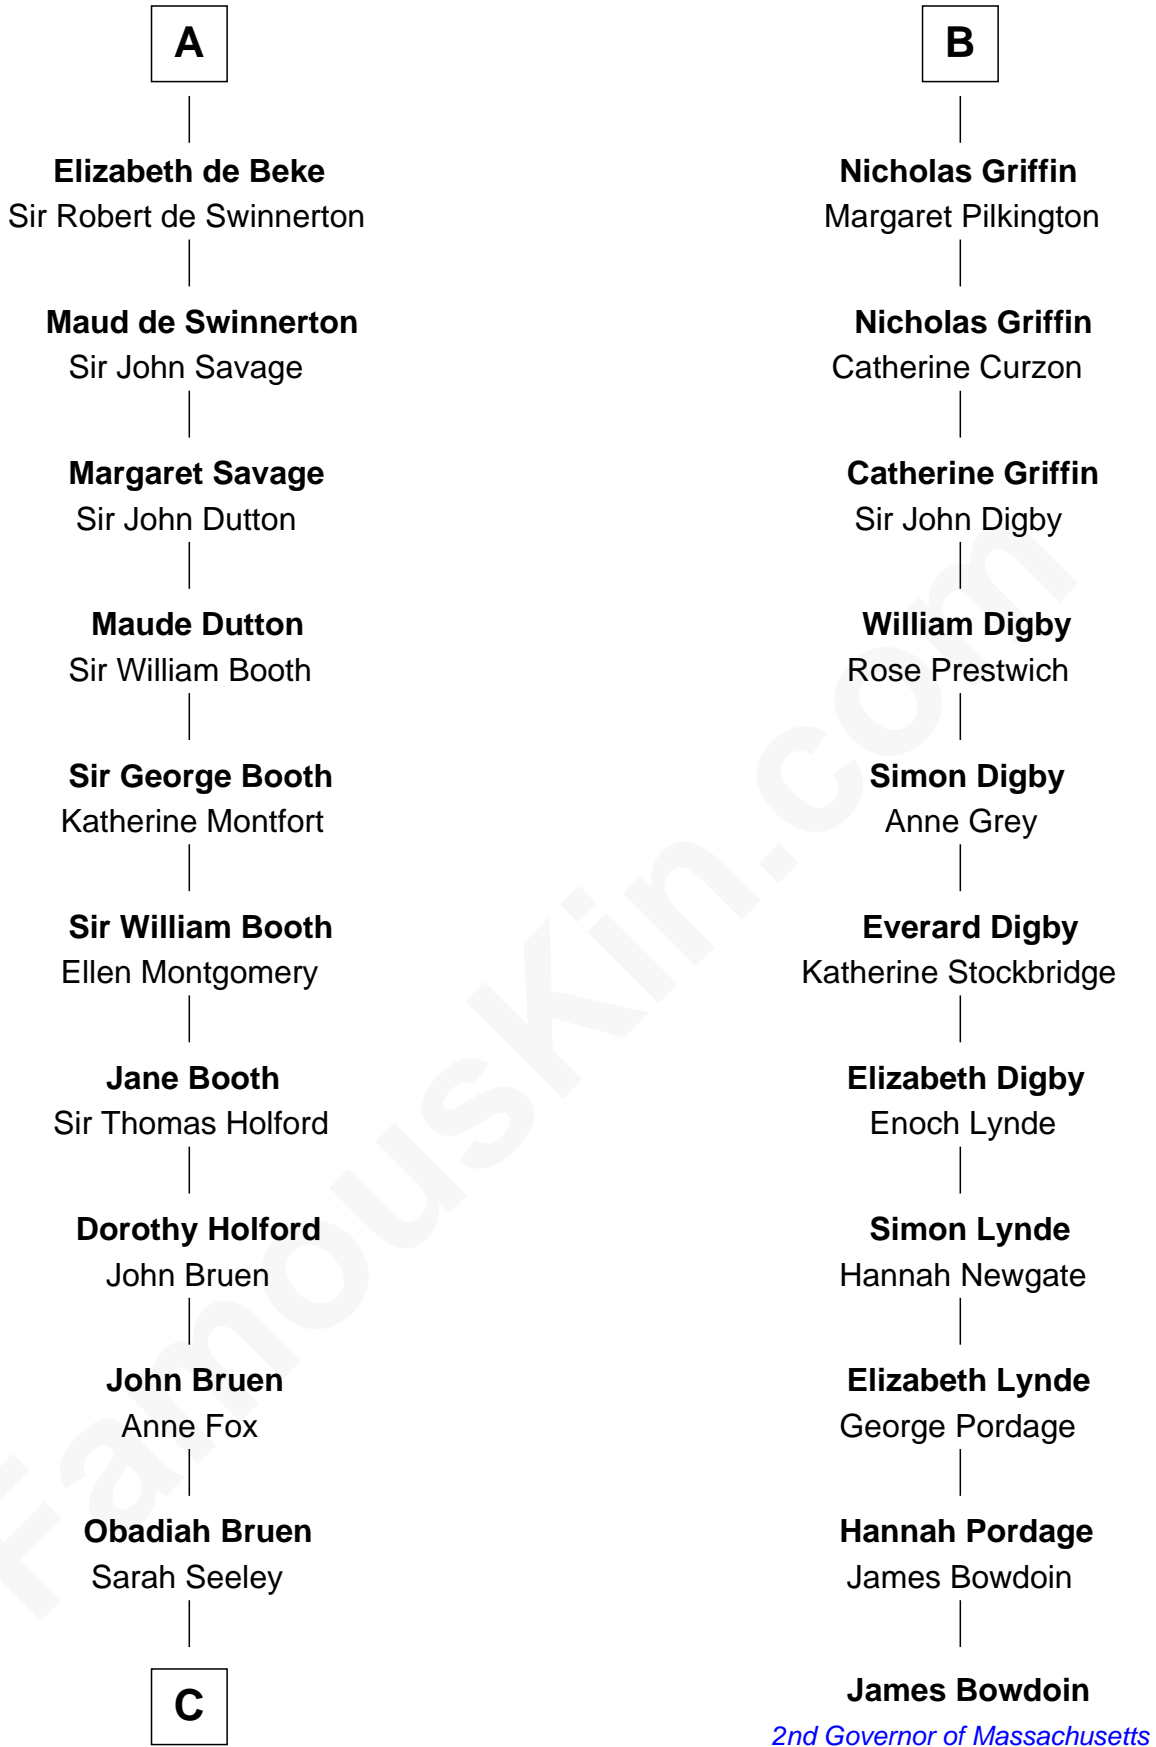 A
Elizabeth de Beke
Sir Robert de Swinnerton
Maud de Swinnerton
Sir John Savage
Margaret Savage
Sir John Dutton
Maude Dutton
Sir William Booth
Sir George Booth
Katherine Montfort
Sir William Booth
Ellen Montgomery
Jane Booth
Sir Thomas Holford
Dorothy Holford
John Bruen
John Bruen
Anne Fox
Obadiah Bruen
Sarah Seeley
C
B
Nicholas Griffin
Margaret Pilkington
Nicholas Griffin
Catherine Curzon
Catherine Griffin
Sir John Digby
William Digby
Rose Prestwich
Simon Digby
Anne Grey
Everard Digby
Katherine Stockbridge
Elizabeth Digby
Enoch Lynde
Simon Lynde
Hannah Newgate
Elizabeth Lynde
George Pordage
Hannah Pordage
James Bowdoin
James Bowdoin
2nd Governor of Massachusetts
FamousKin.com